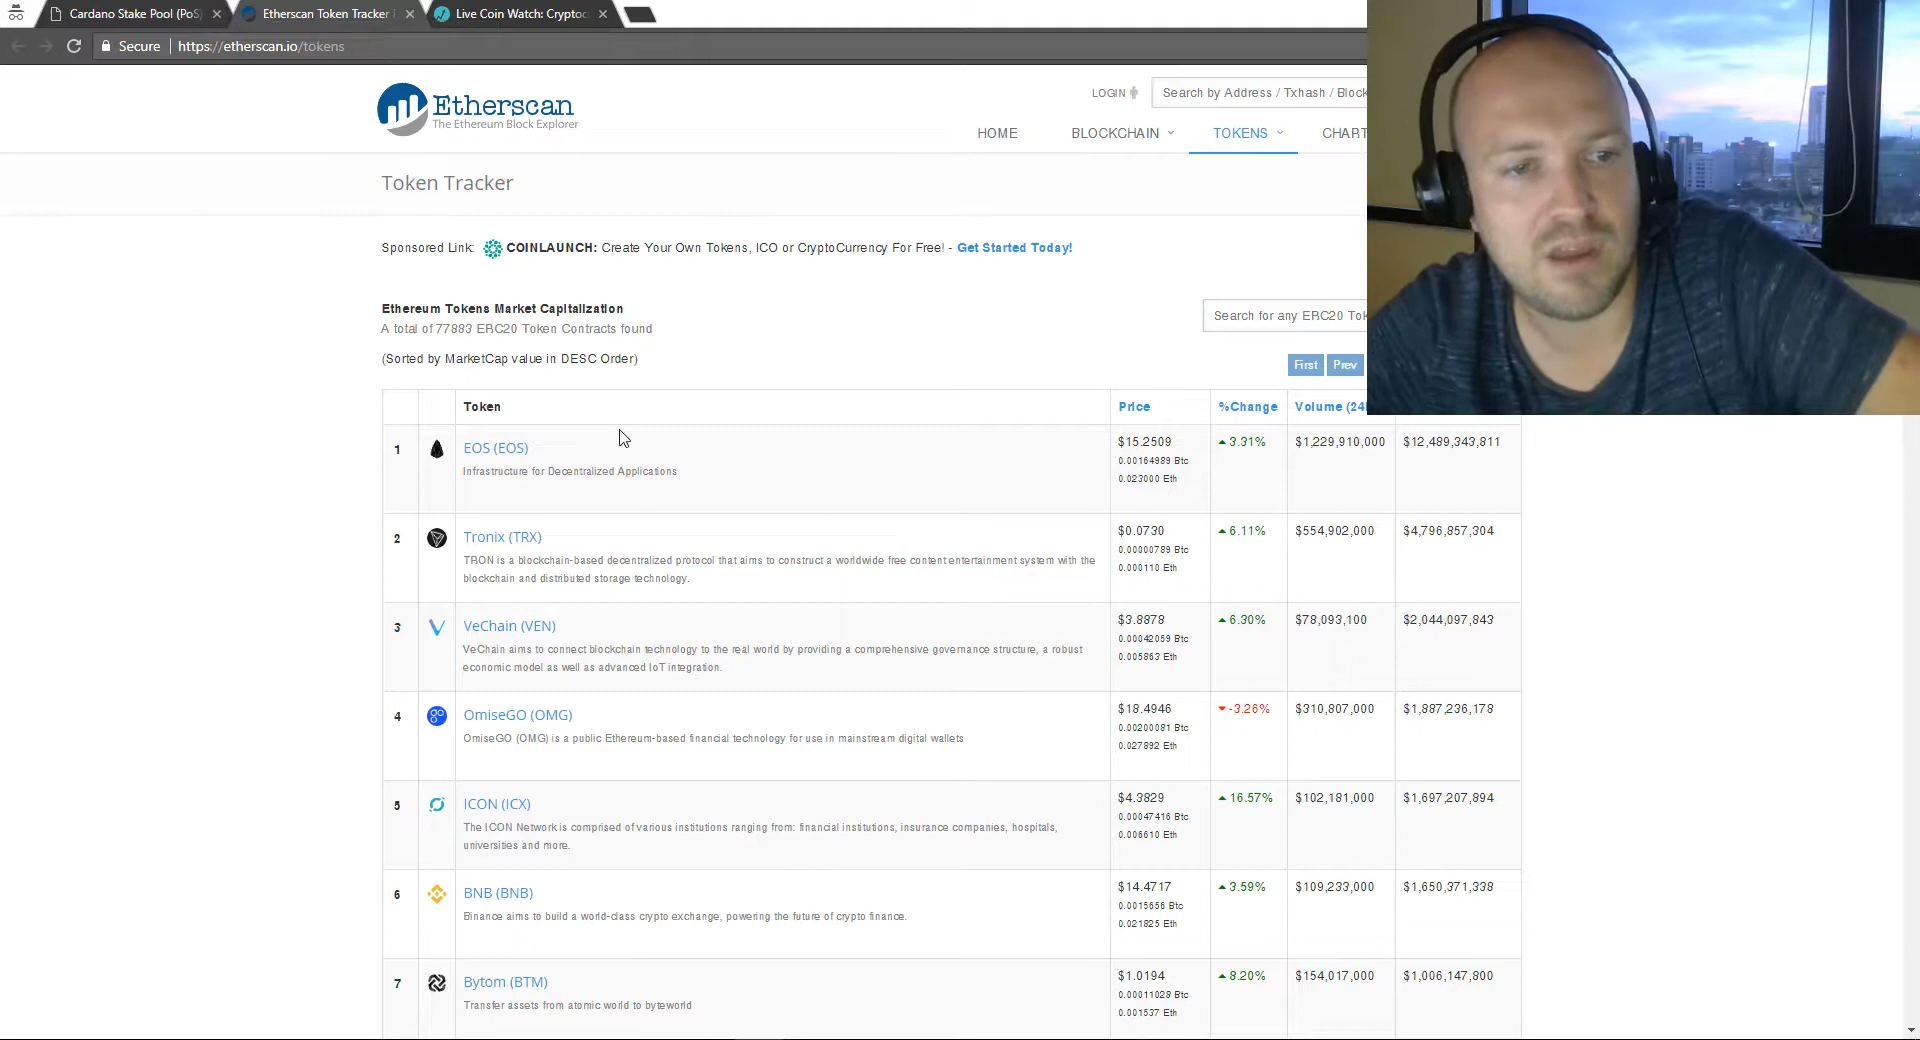 Cardano Stake Pool (PoS)
Etherscan Token Tracker
Live Coin Watch: Cryptoc
Secure
https://etherscan.io/tokens
Etherscan
The Ethereum Block Explorer
LOGIN
Search by Address / Txhash / Block
HOME
BLOCKCHAIN
TOKENS
CHART
Token Tracker
Sponsored Link: COINLAUNCH: Create Your Own Tokens, ICO or CryptoCurrency For Free! - Get Started Today!
Ethereum Tokens Market Capitalization
A total of 77883 ERC20 Token Contracts found
Search for any ERC20 Tok
(Sorted by MarketCap value in DESC Order)
First
Prev
Token Price %Change Volume (24H
1 EOS (EOS) $15.2509 3.31% $1,229,910,000 $12,489,343,811
0.00164989 Btc
Infrastructure for Decentralized Applications
0.023000 Eth
2 Tronix (TRX) $0.0730 6.11% $554,902,000 $4,796,857,304
0.00000789 Btc
TRON is a blockchain-based decentralized protocol that aims to construct a worldwide free content entertainment system with the
0.000110 Eth
blockchain and distributed storage technology.
3 VeChain (VEN) $3.8878 6.30% $78,093,100 $2,044,097,843
0.00042059 Btc
VeChain aims to connect blockchain technology to the real world by providing a comprehensive governance structure, a robust
0.005863 Eth
economic model as well as advanced IoT integration.
4 OmiseGO (OMG) $18.4946 -3.26% $310,807,000 $1,887,236,178
0.00200081 Btc
OmiseGO (OMG) is a public Ethereum-based financial technology for use in mainstream digital wallets
0.027892 Eth
5 ICON (ICX) $4.3829 16.57% $102,181,000 $1,697,207,894
0.00047416 Btc
The ICON Network is comprised of various institutions ranging from: financial institutions, insurance companies, hospitals,
0.006610 Eth
universities and more.
6 BNB (BNB) $14.4717 3.59% $109,233,000 $1,650,371,338
0.0015656 Btc
Binance aims to build a world-class crypto exchange, powering the future of crypto finance.
0.021825 Eth
7 Bytom (BTM) $1.0194 8.20% $154,017,000 $1,006,147,800
0.00011028 Btc
Transfer assets from atomic world to byteworld
0.001537 Eth